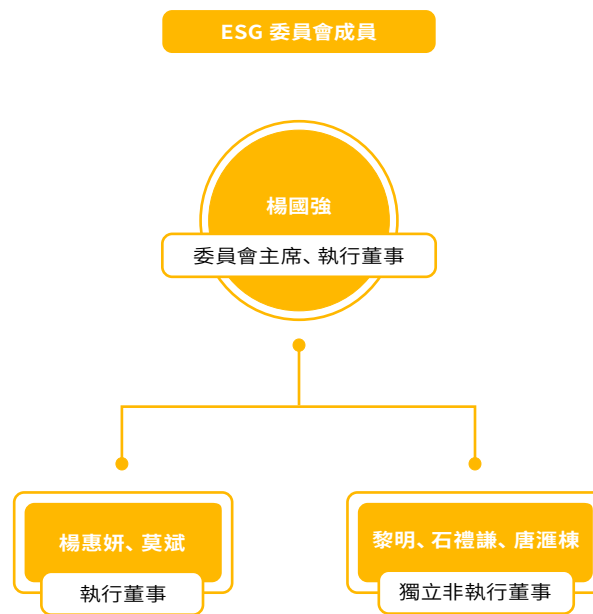 ESG 委員會成員
楊國強
委員會主席、執行董事
楊惠妍、莫斌
執行董事
黎明、石禮謙、唐滙棟
獨立非執行董事